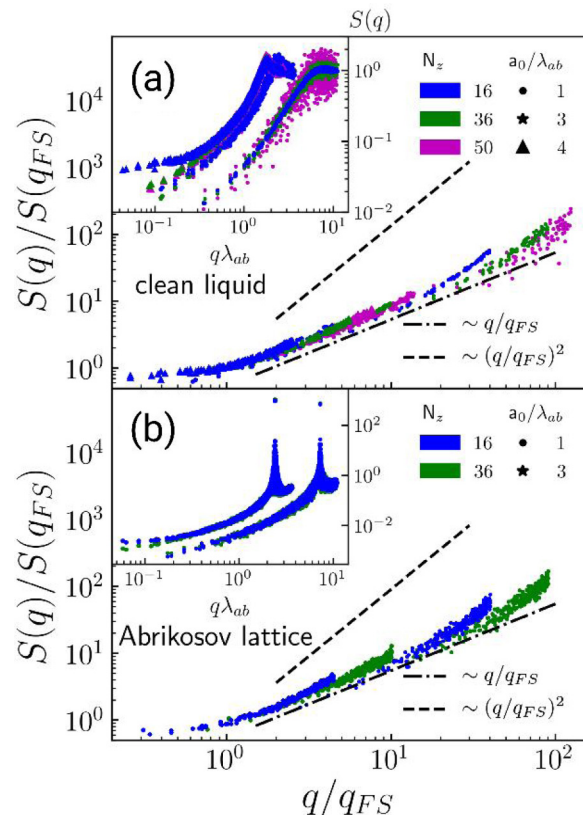 S(q)
(a)
N_z a_0/λ_ab
16 1
36 3
50 4
10^4
10^3
10^2
10^1
10^0
10^0
10^-1
10^-2
10^-1 10^0 10^1
qλ_ab
S(q)/S(q_FS)
clean liquid
~ q/q_FS
~ (q/q_FS)^2
(b)
N_z a_0/λ_ab
16 1
36 3
10^4
10^3
10^2
10^1
10^0
10^2
10^0
10^-2
10^-1 10^0 10^1
qλ_ab
S(q)/S(q_FS)
Abrikosov lattice
~ q/q_FS
~ (q/q_FS)^2
10^0 10^1 10^2
q/q_FS